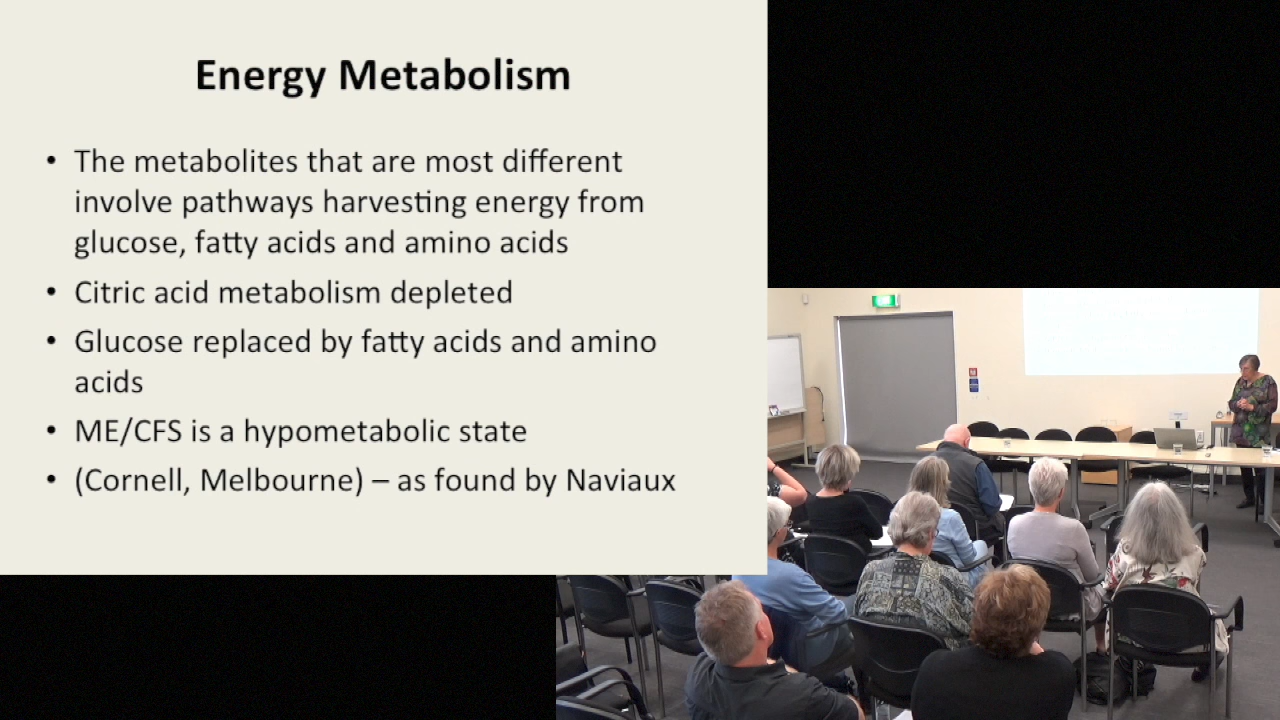 Energy Metabolism
• The metabolites that are most different
involve pathways harvesting energy from
glucose, fatty acids and amino acids
• Citric acid metabolism depleted
• Glucose replaced by fatty acids and amino
acids
• ME/CFS is a hypometabolic state
• (Cornell, Melbourne) – as found by Naviaux